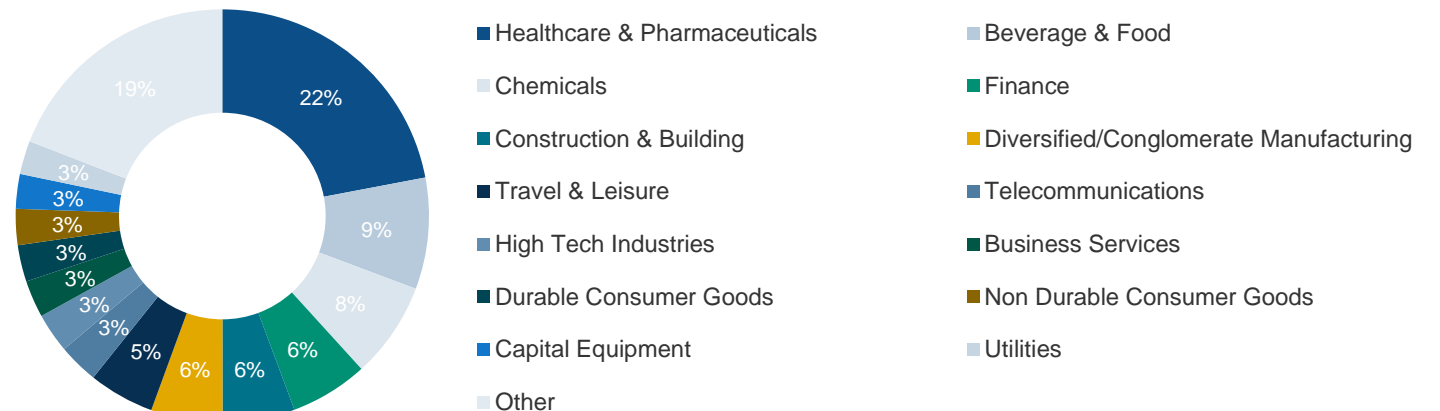 22%
9%
8%
6%
6%
6%
5%
3%
3%
3%
3%
3%
3%
3%
19%
Healthcare & Pharmaceuticals
Beverage & Food
Chemicals
Finance
Construction & Building
Diversified/Conglomerate Manufacturing
Travel & Leisure
Telecommunications
High Tech Industries
Business Services
Durable Consumer Goods
Non Durable Consumer Goods
Capital Equipment
Utilities
Other